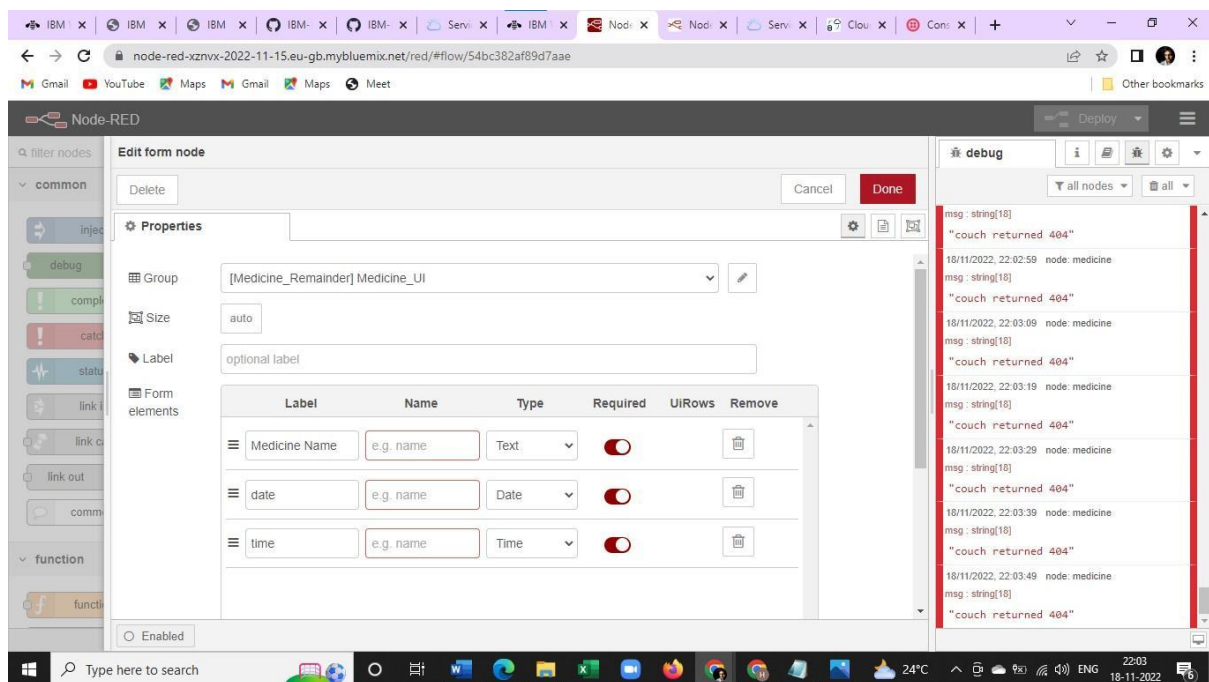 IBM W
IBM
IBM
IBM-
IBM-
Servi
IBM W
Node
Node
Servi
Clou
Cons
node-red-xznvx-2022-11-15.eu-gb.mybluemix.net/red/#flow/54bc382af89d7aae
Gmail YouTube Maps Gmail Maps Meet Other bookmarks
Node-RED Deploy
filter nodes Edit form node debug i
common Delete Cancel Done all nodes all
Properties
injec
debug
compl
catcl
statu
link i
link ca
link out
comm
function
functi
Group [Medicine_Remainder] Medicine_UI
Size auto
Label optional label
Form elements
Label Name Type Required UiRows Remove
Medicine Name e.g. name Text
date e.g. name Date
time e.g. name Time
Enabled
msg : string[18]
"couch returned 404"
18/11/2022, 22:02:59 node: medicine
msg : string[18]
"couch returned 404"
18/11/2022, 22:03:09 node: medicine
msg : string[18]
"couch returned 404"
18/11/2022, 22:03:19 node: medicine
msg : string[18]
"couch returned 404"
18/11/2022, 22:03:29 node: medicine
msg : string[18]
"couch returned 404"
18/11/2022, 22:03:39 node: medicine
msg : string[18]
"couch returned 404"
18/11/2022, 22:03:49 node: medicine
msg : string[18]
"couch returned 404"
Type here to search 24°C ENG 22:03
18-11-2022
6